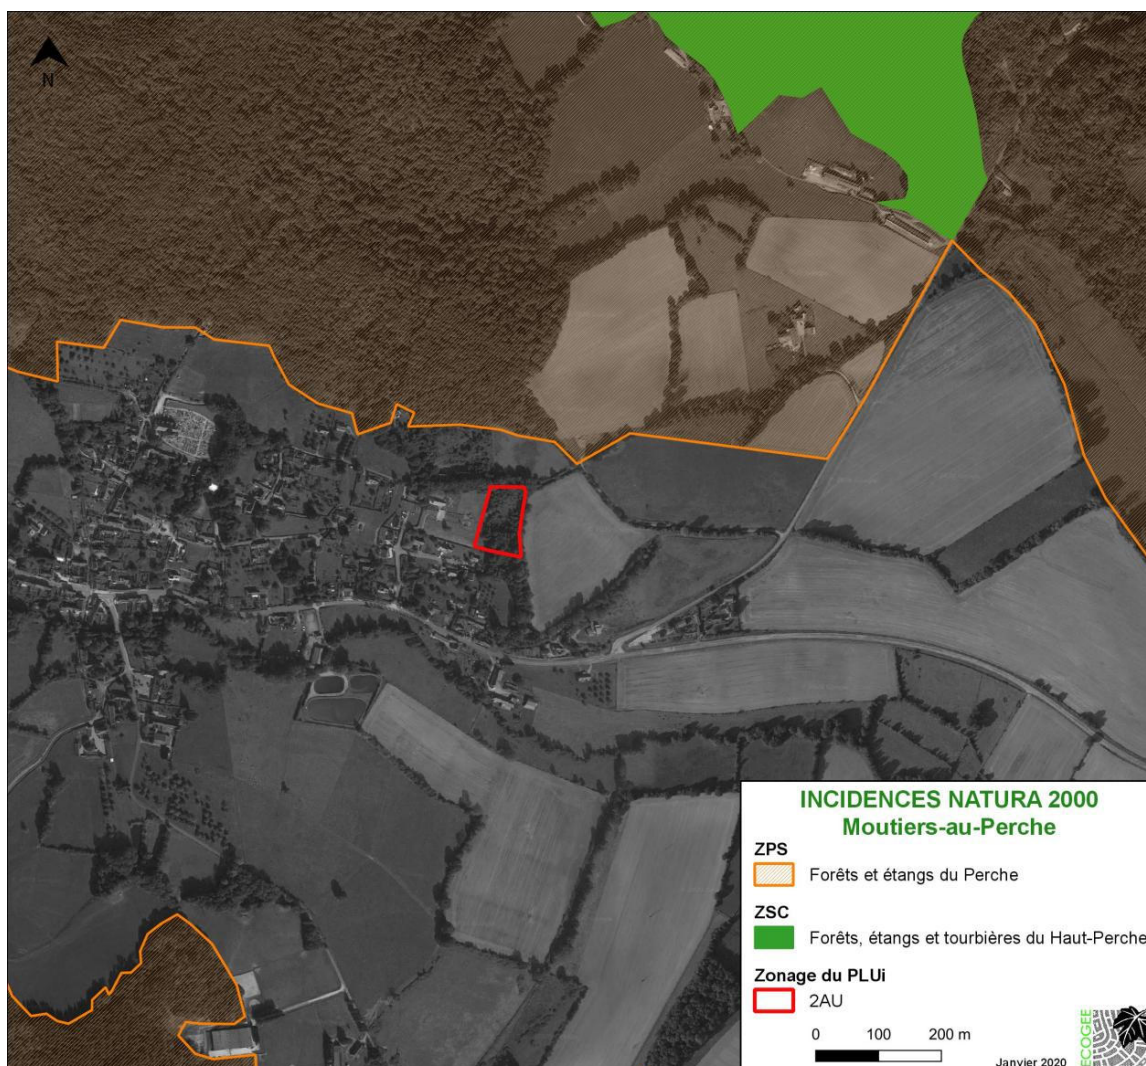 N
INCIDENCES NATURA 2000
Moutiers-au-Perche
ZPS
Forêts et étangs du Perche
ZSC
Forêts, étangs et tourbières du Haut-Perche
Zonage du PLUi
2AU
0 100 200 m
Janvier 2020
ECOGEE